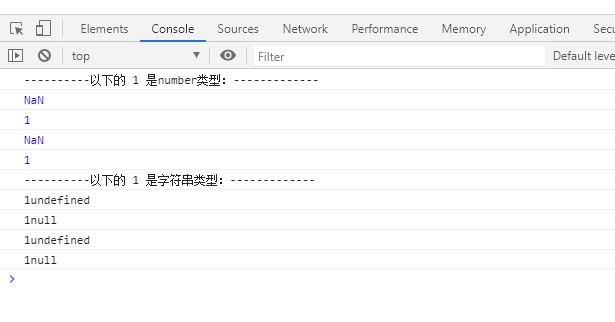 Elements Console Sources Network Performance Memory Application Secu
top Filter Default leve
----------以下的 1 是number类型: -------------
NaN
1
NaN
1
----------以下的 1 是字符串类型: -------------
1undefined
1null
1undefined
1null